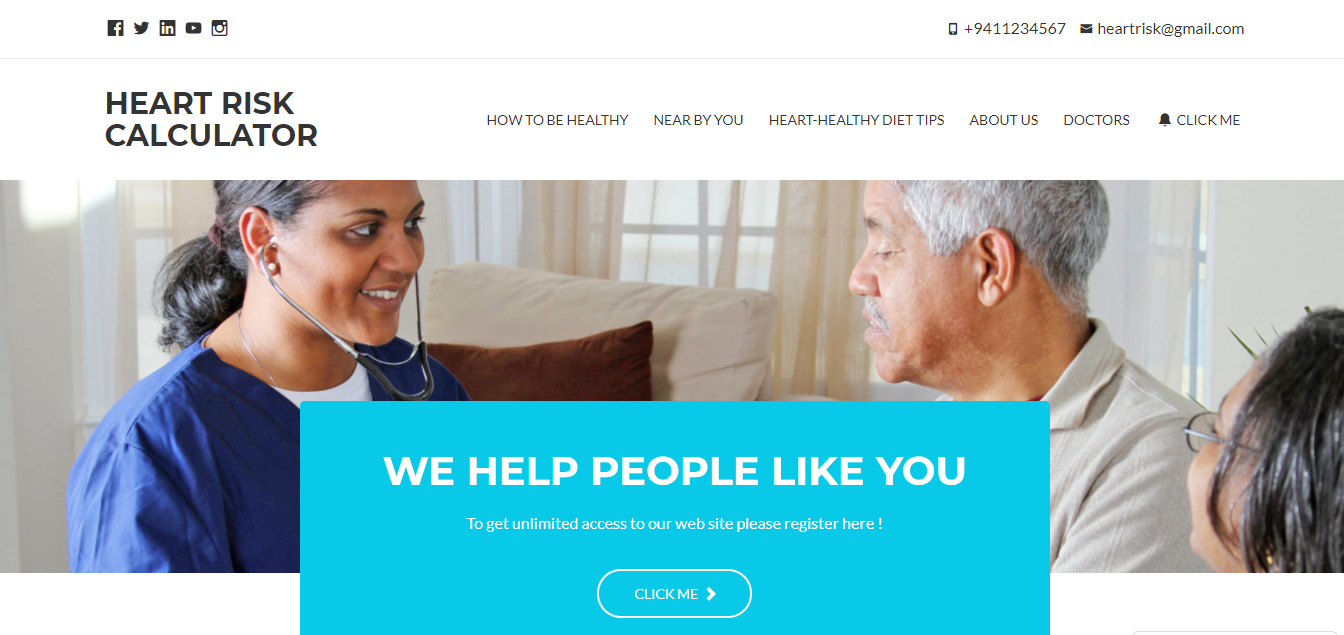 +9411234567 heartrisk@gmail.com
HEART RISK
CALCULATOR
HOW TO BE HEALTHY NEAR BY YOU HEART-HEALTHY DIET TIPS ABOUT US DOCTORS CLICK ME
WE HELP PEOPLE LIKE YOU
To get unlimited access to our web site please register here !
CLICK ME